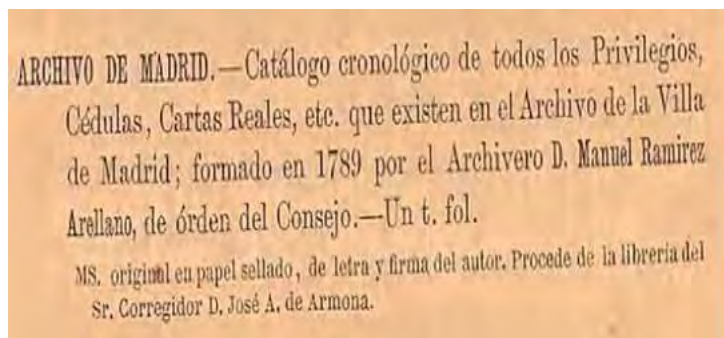 ARCHIVO DE MADRID.—Catálogo cronológico de todos los Privilegios,
Cédulas, Cartas Reales, etc. que existen en el Archivo de la Villa
de Madrid; formado en 1789 por el Archivero D. Manuel Ramirez
Arellano, de órden del Consejo.—Un t. fol.
MS. original en papel sellado, de letra y firma del autor. Procede de la librería del
Sr. Corregidor D. José A. de Armona.